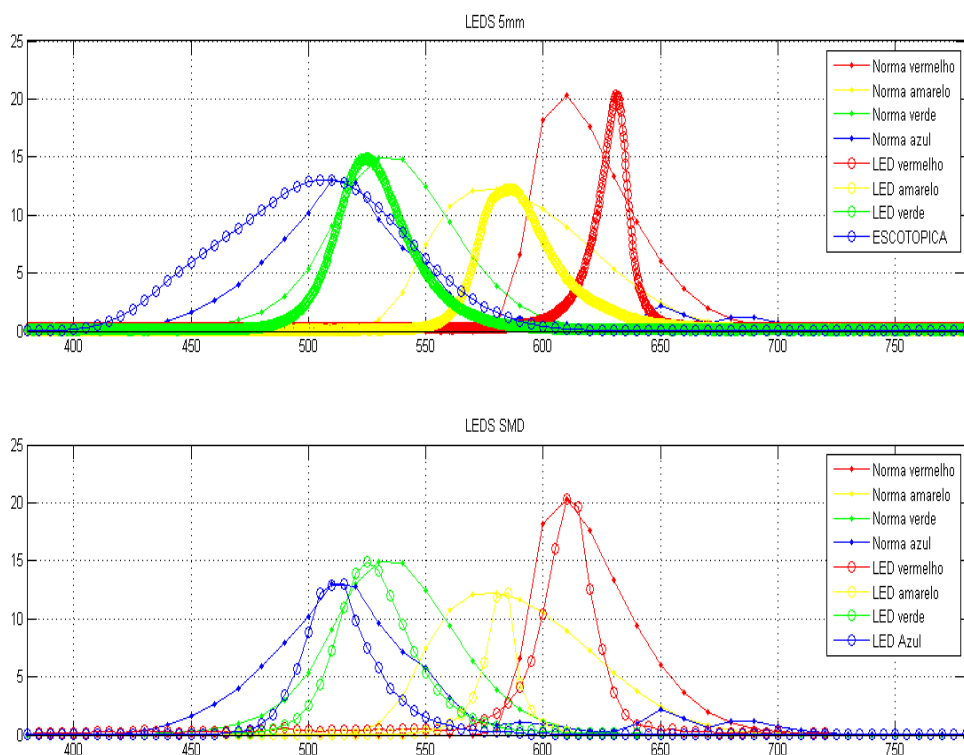 LEDS 5mm
25
20
15
10
5
0
400
450
500
550
600
650
700
750
Norma vermelho
Norma amarelo
Norma verde
Norma azul
LED vermelho
LED amarelo
LED verde
ESCOTOPICA
LEDS SMD
25
20
15
10
5
0
400
450
500
550
600
650
700
750
Norma vermelho
Norma amarelo
Norma verde
Norma azul
LED vermelho
LED amarelo
LED verde
LED Azul